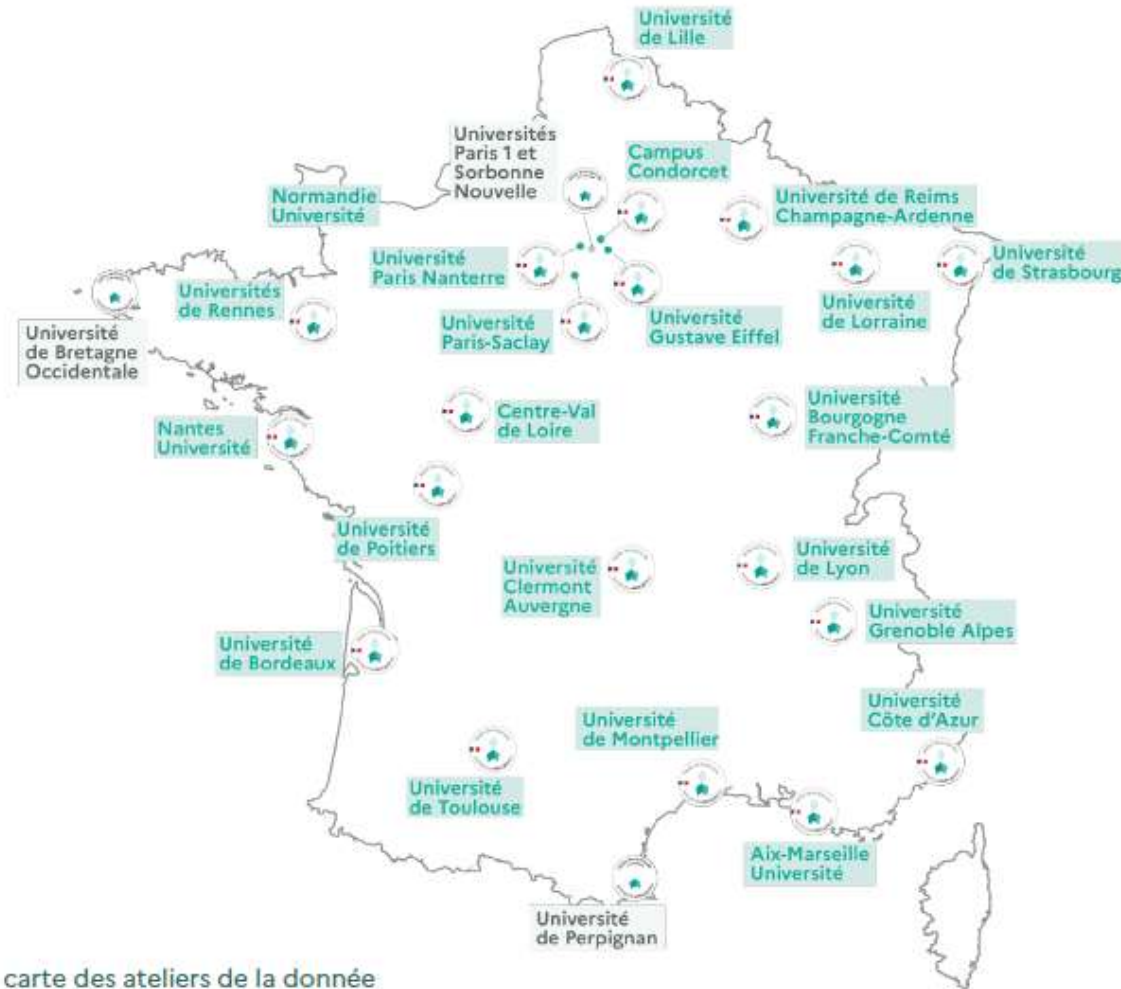 Université
de Lille
Universités
Paris 1 et
Sorbonne
Nouvelle
Campus
Condorcet
Normandie
Université
Université de Reims
Champagne-Ardenne
Université
Paris Nanterre
Université
de Strasbourg
Universités
de Rennes
Université
Paris-Saclay
Université
Gustave Eiffel
Université
de Lorraine
Université
de Bretagne
Occidentale
Centre-Val
de Loire
Université
Bourgogne
Franche-Comté
Nantes
Université
Université
de Poitiers
Université
Clermont
Auvergne
Université
de Lyon
Université
Grenoble Alpes
Université
de Bordeaux
Université
Côte d'Azur
Université
de Montpellier
Université
de Toulouse
Aix-Marseille
Université
Université
de Perpignan
carte des ateliers de la donnée